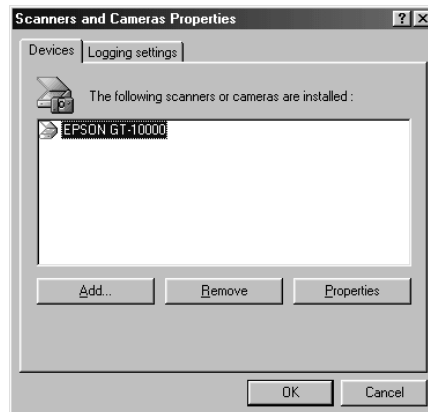 Scanners and Cameras Properties
Devices Logging settings
The following scanners or cameras are installed :
EPSON GT-10000
Add... Remove Properties
OK Cancel